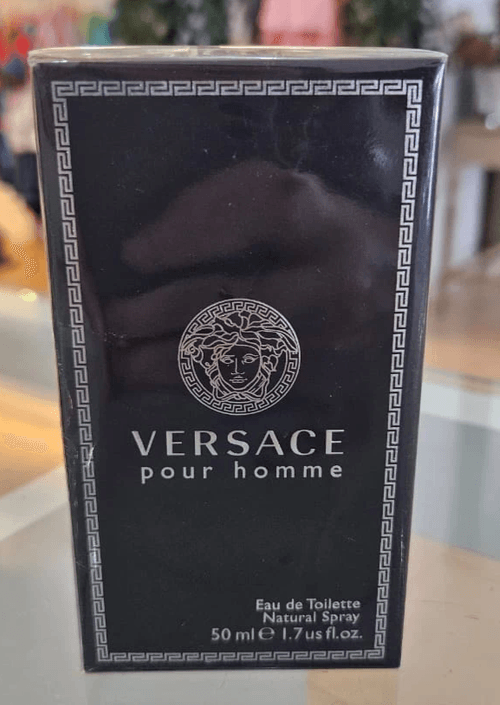 VERSACE
pour homme
Eau de Toilette
Natural Spray
50 ml ℮ 1.7 us fl.oz.